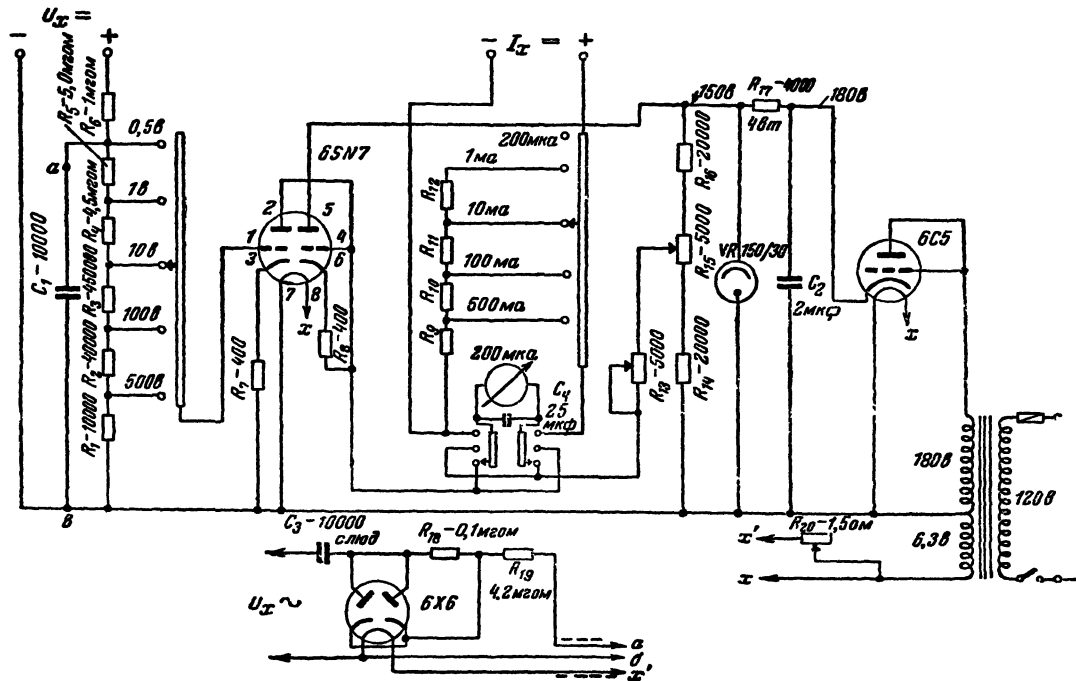 Uₓ =
− +
R₅-5,0мгом
R₆-1мгом
0,5в
а
1в
R₄-4,5мгом
10в
C₁-10000
R₃-450000
100в
R₂-40000
500в
R₁-10000
в
6SN7
2 5
1 4
3 6
7 8
x
R₇-400
R₈-400
− Iₓ = +
200мка
1ма
R₁₂
10ма
R₁₁
100ма
R₁₀
600ма
R₉
200мка
C₄
25
мкф
R₁₃-5000
150в
R₁₇-4000
4вт
180в
R₁₆-20000
R₁₅-5000
VR 150/30
R₁₄-20000
C₂
2мкф
6C5
x
180в
120в
6,3в
R₂₀-1,5ом
x'
x
C₃-10000
слюд
R₁₈-0,1мгом
R₁₉
4,2мгом
Uₓ ~
6X6
а
б
x'